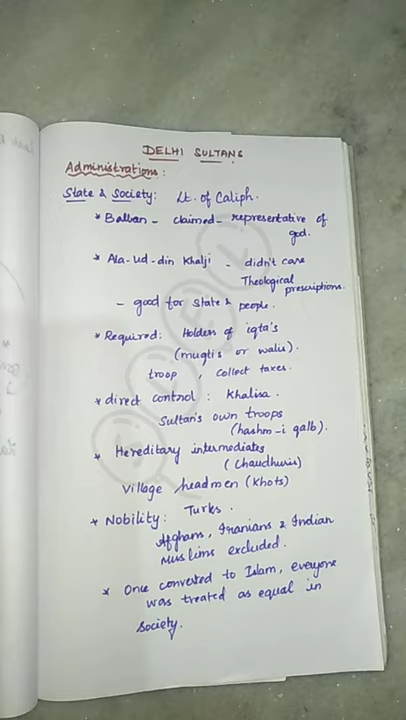 DELHI SULTANS
Administrations:
State & Society: Lt. of Caliph.
* Balban - claimed - representative of
god.
* Ala-ud-din Khalji - didn't care
Theological
prescriptions.
- good for state & people.
* Required: Holders of iqta's
(muqtis or walis).
troop, collect taxes.
* direct control: Khalisa.
Sultan's own troops
(hashm-i qalb).
* Hereditary intermediates
(Chaudhuris)
Village headmen (Khots)
* Nobility: Turks.
Afghans, Iranians & Indian
Muslims excluded.
* Once converted to Islam, everyone
was treated as equal in
society.